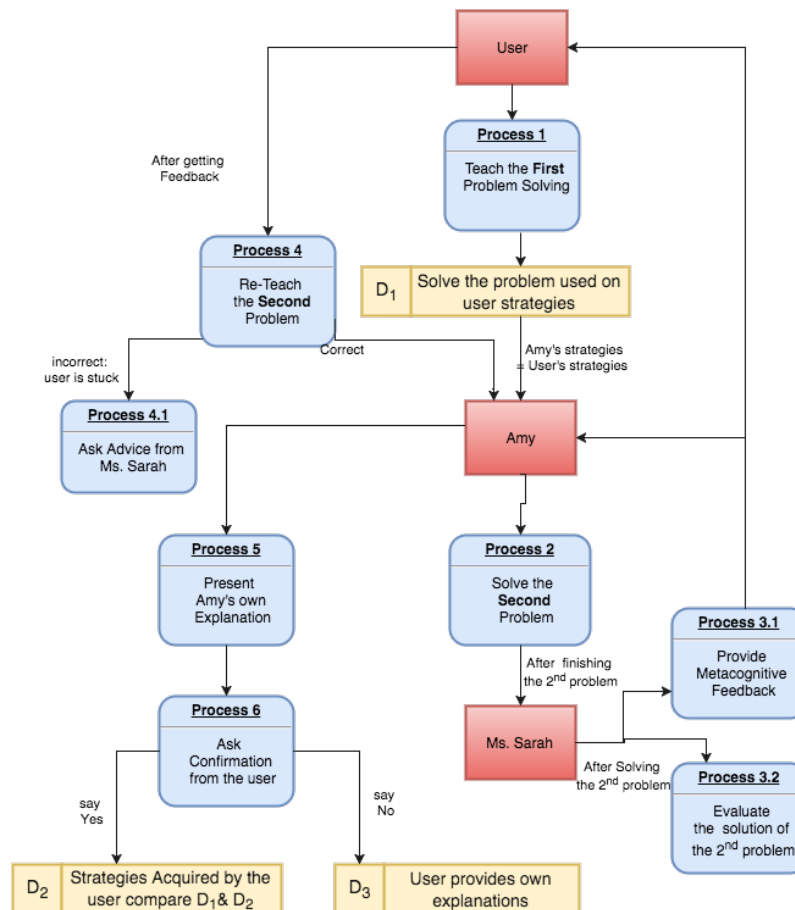 User
Process 1
Teach the First
Problem Solving
After getting
Feedback
Process 4
Re-Teach
the Second
Problem
D1
Solve the problem used on
user strategies
Correct
Amy's strategies
= User's strategies
incorrect:
user is stuck
Process 4.1
Ask Advice from
Ms. Sarah
Amy
Process 5
Present
Amy's own
Explanation
Process 2
Solve the
Second
Problem
Process 3.1
Provide
Metacognitive
Feedback
After finishing
the 2nd problem
Process 6
Ask
Confirmation
from the user
Ms. Sarah
After Solving
the 2nd problem
Process 3.2
Evaluate
the solution of
the 2nd problem
say
Yes
say
No
D2
Strategies Acquired by the
user compare D1& D2
D3
User provides own
explanations